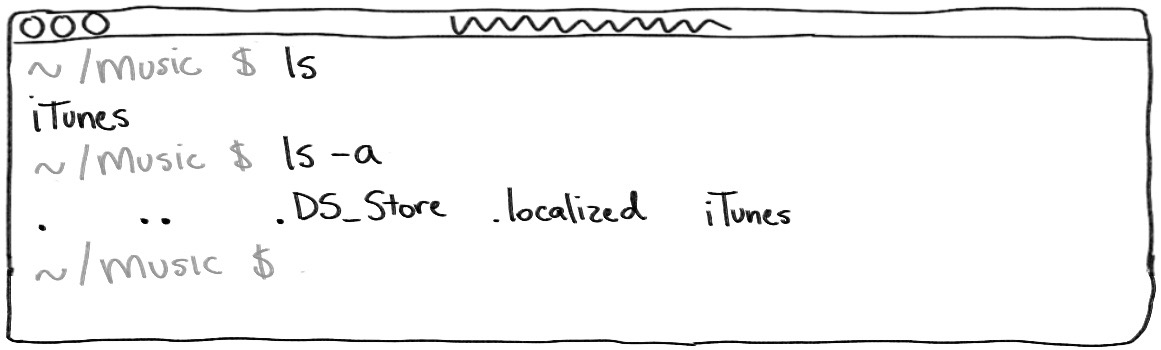 ~/Music $ ls
iTunes
~/Music $ ls -a
. .. .DS_Store .localized iTunes
~/Music $